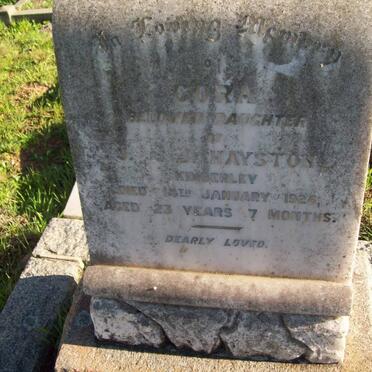 In Loving Memory
of
CORA
BELOVED DAUGHTER
OF
KIMBERLEY
DIED 14TH JANUARY 1924
AGED 23 YEARS 7 MONTHS.
DEARLY LOVED.